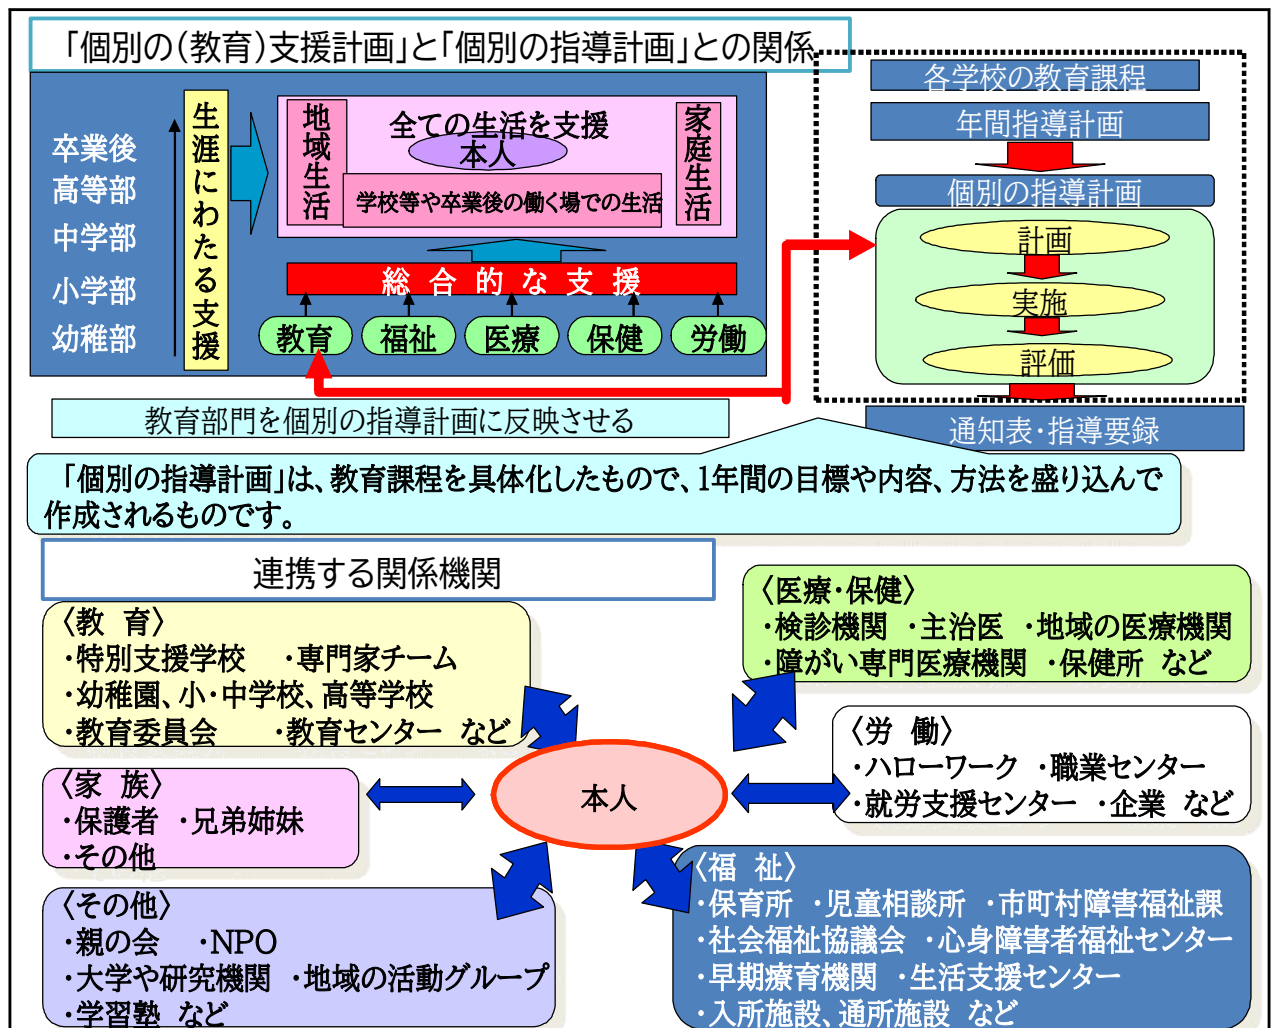 「個別の(教育)支援計画」と「個別の指導計画」との関係
卒業後
高等部
中学部
小学部
幼稚部
生涯にわたる支援
地域生活
全ての生活を支援
本人
学校等や卒業後の働く場での生活
家庭生活
総合的な支援
教育
福祉
医療
保健
労働
教育部門を個別の指導計画に反映させる
各学校の教育課程
年間指導計画
個別の指導計画
計画
実施
評価
通知表・指導要録
「個別の指導計画」は、教育課程を具体化したもので、1年間の目標や内容、方法を盛り込んで
作成されるものです。
連携する関係機関
〈教 育〉
・特別支援学校 ・専門家チーム
・幼稚園、小・中学校、高等学校
・教育委員会 ・教育センター など
〈医療・保健〉
・検診機関 ・主治医 ・地域の医療機関
・障がい専門医療機関 ・保健所 など
〈家 族〉
・保護者 ・兄弟姉妹
・その他
本人
〈労 働〉
・ハローワーク ・職業センター
・就労支援センター ・企業 など
〈その他〉
・親の会 ・NPO
・大学や研究機関 ・地域の活動グループ
・学習塾 など
〈福 祉〉
・保育所 ・児童相談所 ・市町村障害福祉課
・社会福祉協議会 ・心身障害者福祉センター
・早期療育機関 ・生活支援センター
・入所施設、通所施設 など